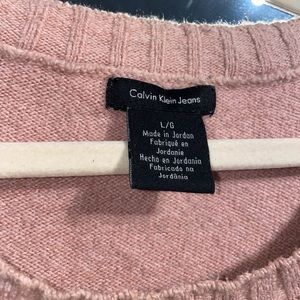 Calvin Klein Jeans
L/G
Made in Jordan
Fabriqué en
Jordanie
Hecho en Jordania
Fabricado na
Jordânia